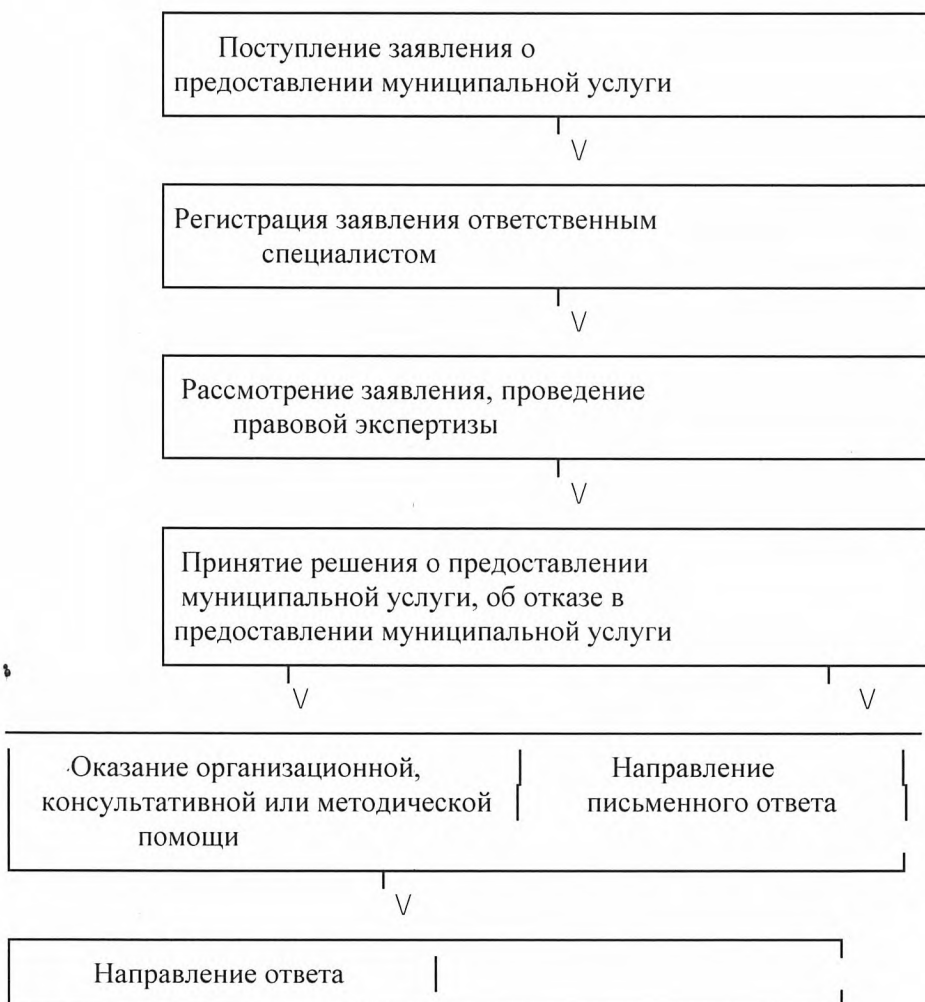 Поступление заявления о
предоставлении муниципальной услуги
Регистрация заявления ответственным
специалистом
Рассмотрение заявления, проведение
правовой экспертизы
Принятие решения о предоставлении
муниципальной услуги, об отказе в
предоставлении муниципальной услуги
Оказание организационной,
консультативной или методической
помощи
Направление
письменного ответа
Направление ответа